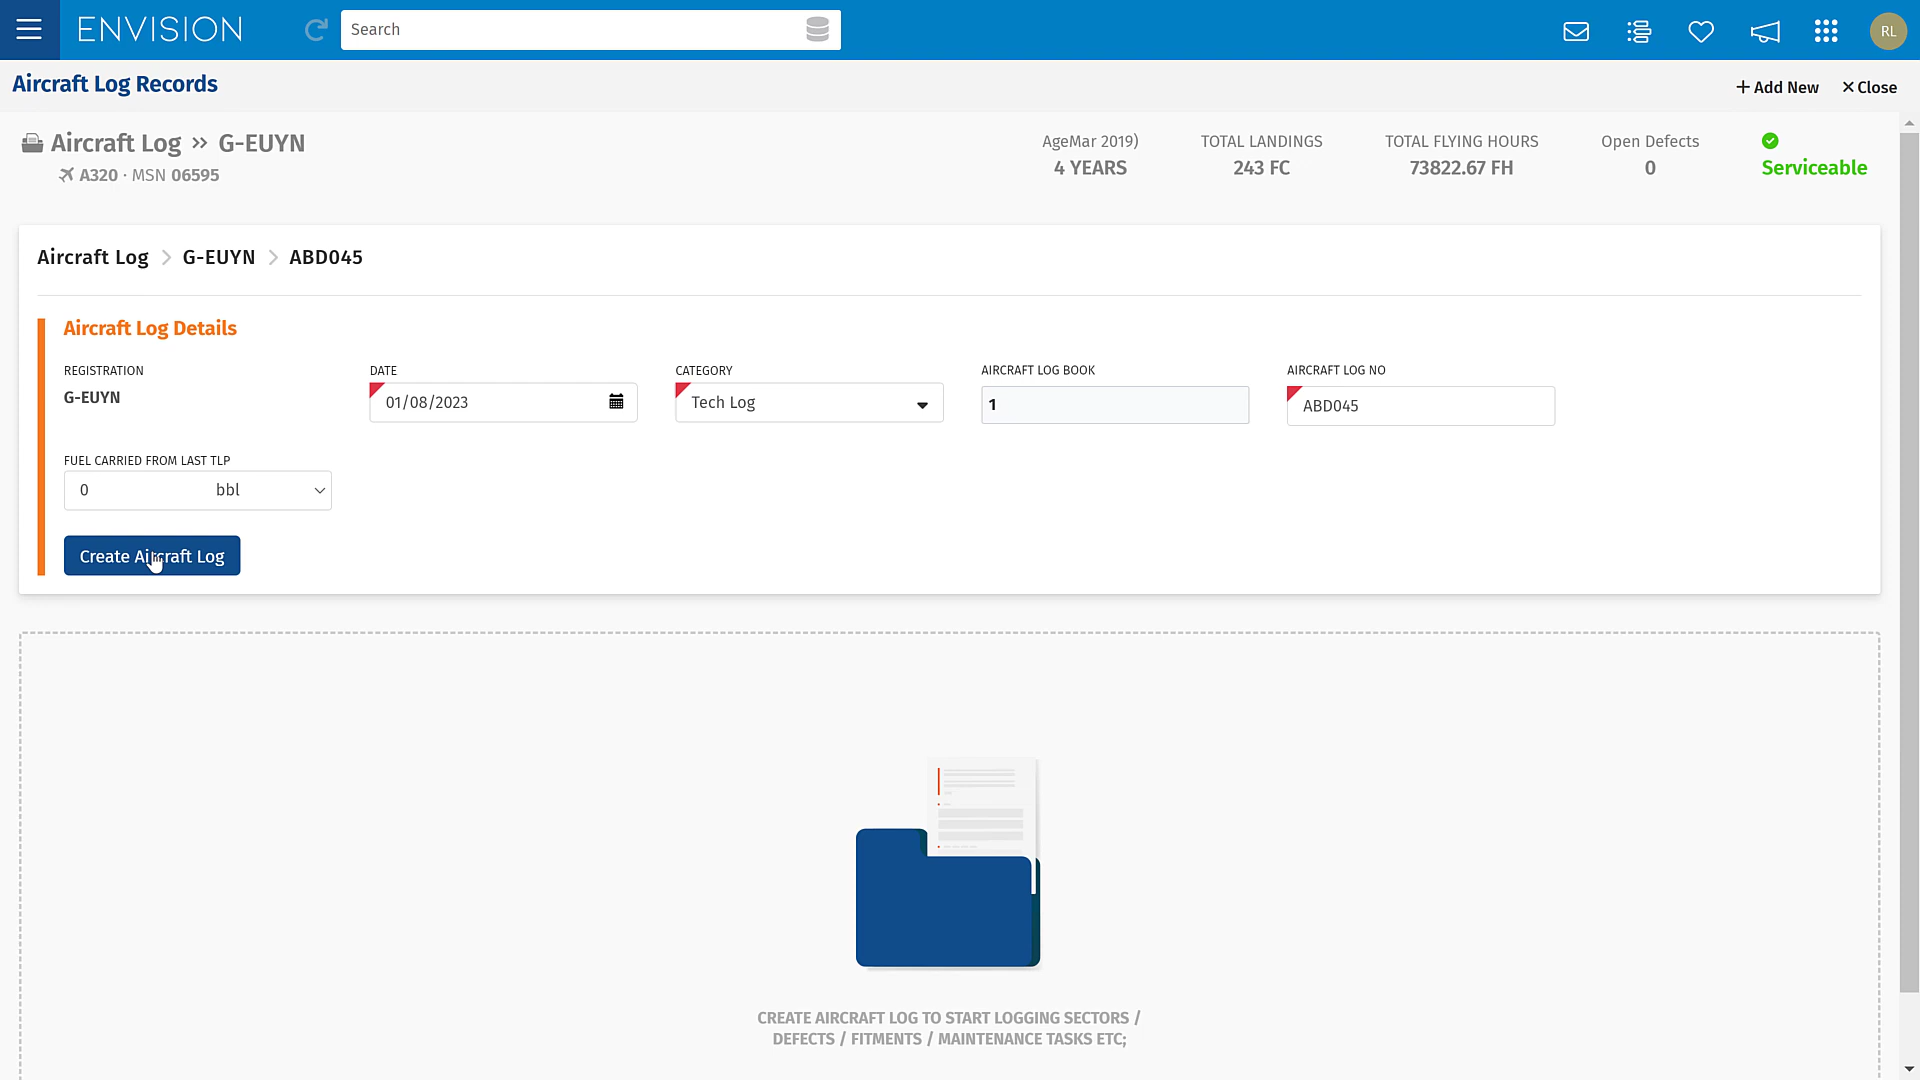 ENVISION
Search
RL
Aircraft Log Records
Add New
Close
Aircraft Log >> G-EUYN
A320 · MSN 06595
AgeMar 2019)
4 YEARS
TOTAL LANDINGS
243 FC
TOTAL FLYING HOURS
73822.67 FH
Open Defects
0
Serviceable
Aircraft Log > G-EUYN > ABD045
Aircraft Log Details
REGISTRATION
G-EUYN
DATE
01/08/2023
CATEGORY
Tech Log
AIRCRAFT LOG BOOK
1
AIRCRAFT LOG NO
ABD045
FUEL CARRIED FROM LAST TLP
0 bbl
Create Aircraft Log
CREATE AIRCRAFT LOG TO START LOGGING SECTORS /
DEFECTS / FITMENTS / MAINTENANCE TASKS ETC;